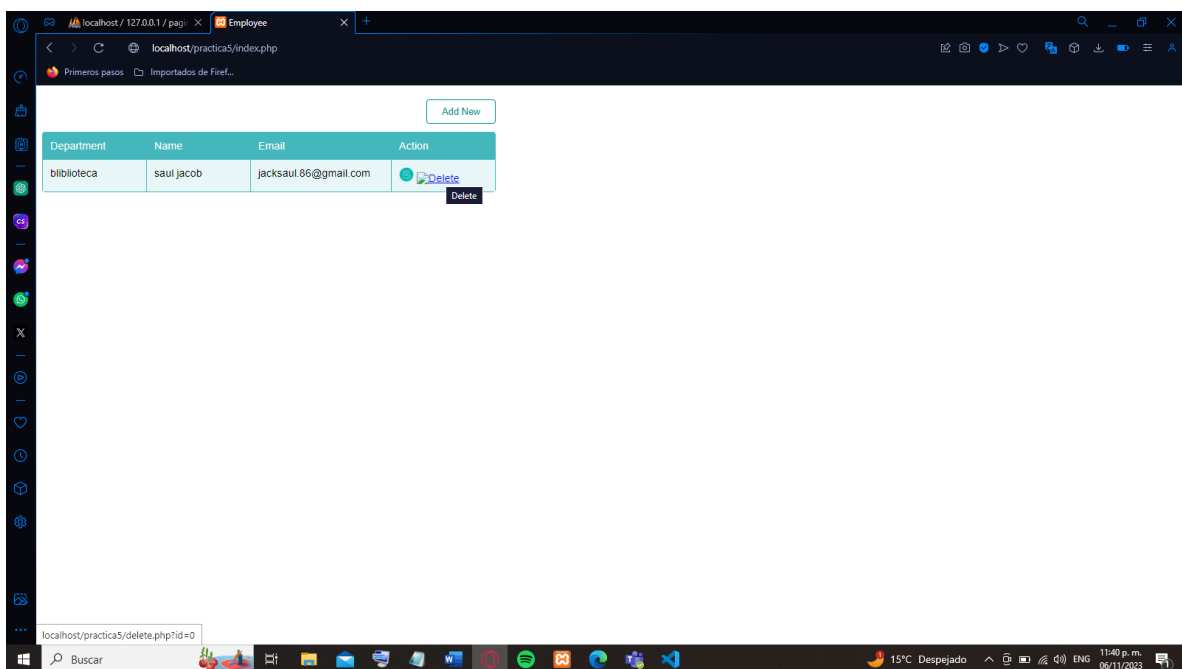 localhost / 127.0.0.1 / pagi
Employee
localhost/practica5/index.php
Primeros pasos Importados de Firef...
Add New
Department Name Email Action
bliblioteca saul jacob jacksaul.86@gmail.com Delete
Delete
localhost/practica5/delete.php?id=0
Buscar 15°C Despejado ENG 11:40 p. m.
06/11/2023